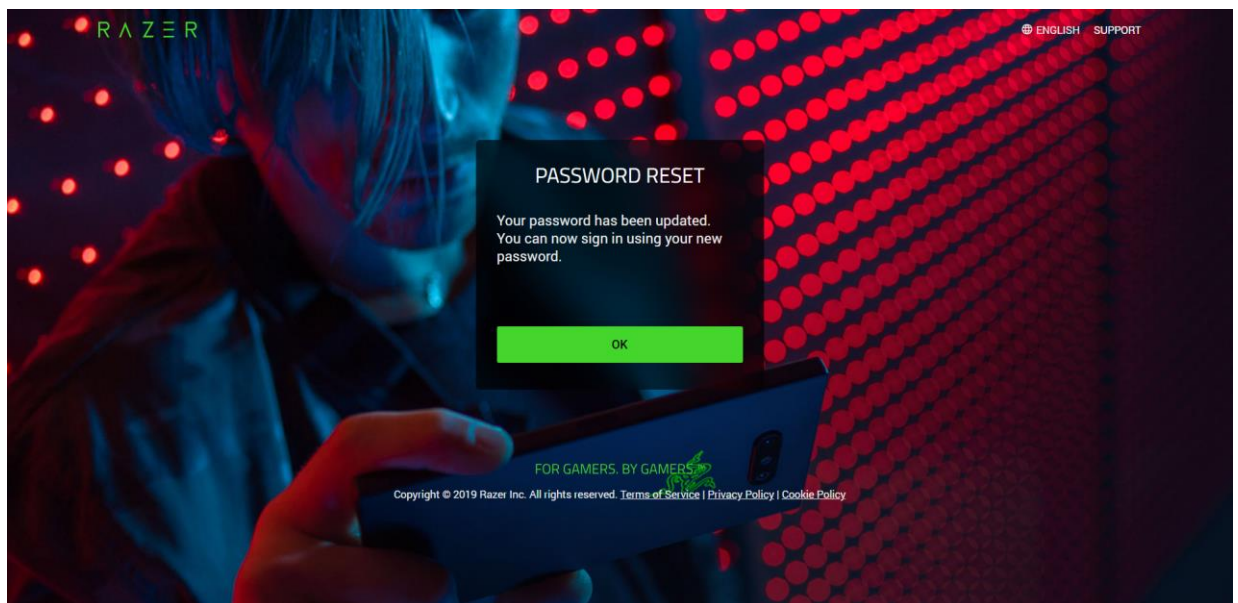 RAZER
ENGLISH SUPPORT
PASSWORD RESET
Your password has been updated.
You can now sign in using your new
password.
OK
FOR GAMERS. BY GAMERS.
Copyright © 2019 Razer Inc. All rights reserved. Terms of Service | Privacy Policy | Cookie Policy